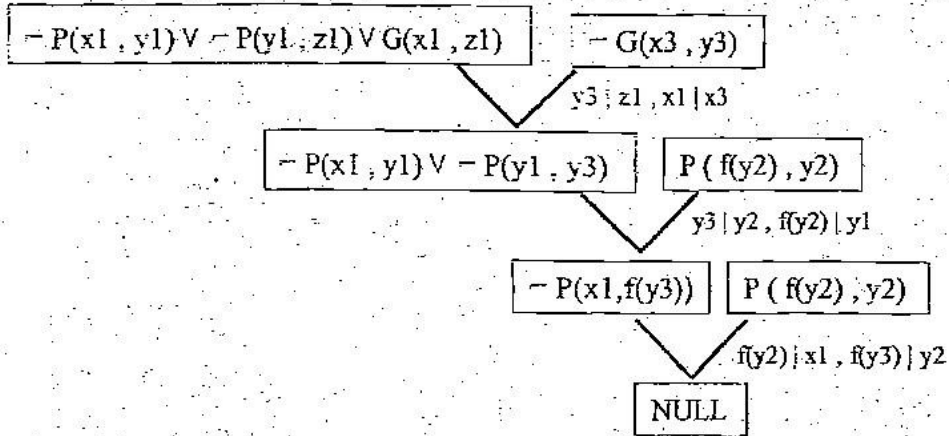 ¬ P(x1 , y1) ∨ ¬ P(y1 , z1) ∨ G(x1 , z1)
¬ G(x3 , y3)
y3 | z1 , x1 | x3
¬ P(x1 , y1) ∨ ¬ P(y1 , y3)
P ( f(y2) , y2)
y3 | y2 , f(y2) | y1
¬ P(x1,f(y3))
P ( f(y2) , y2)
f(y2) | x1 , f(y3) | y2
NULL